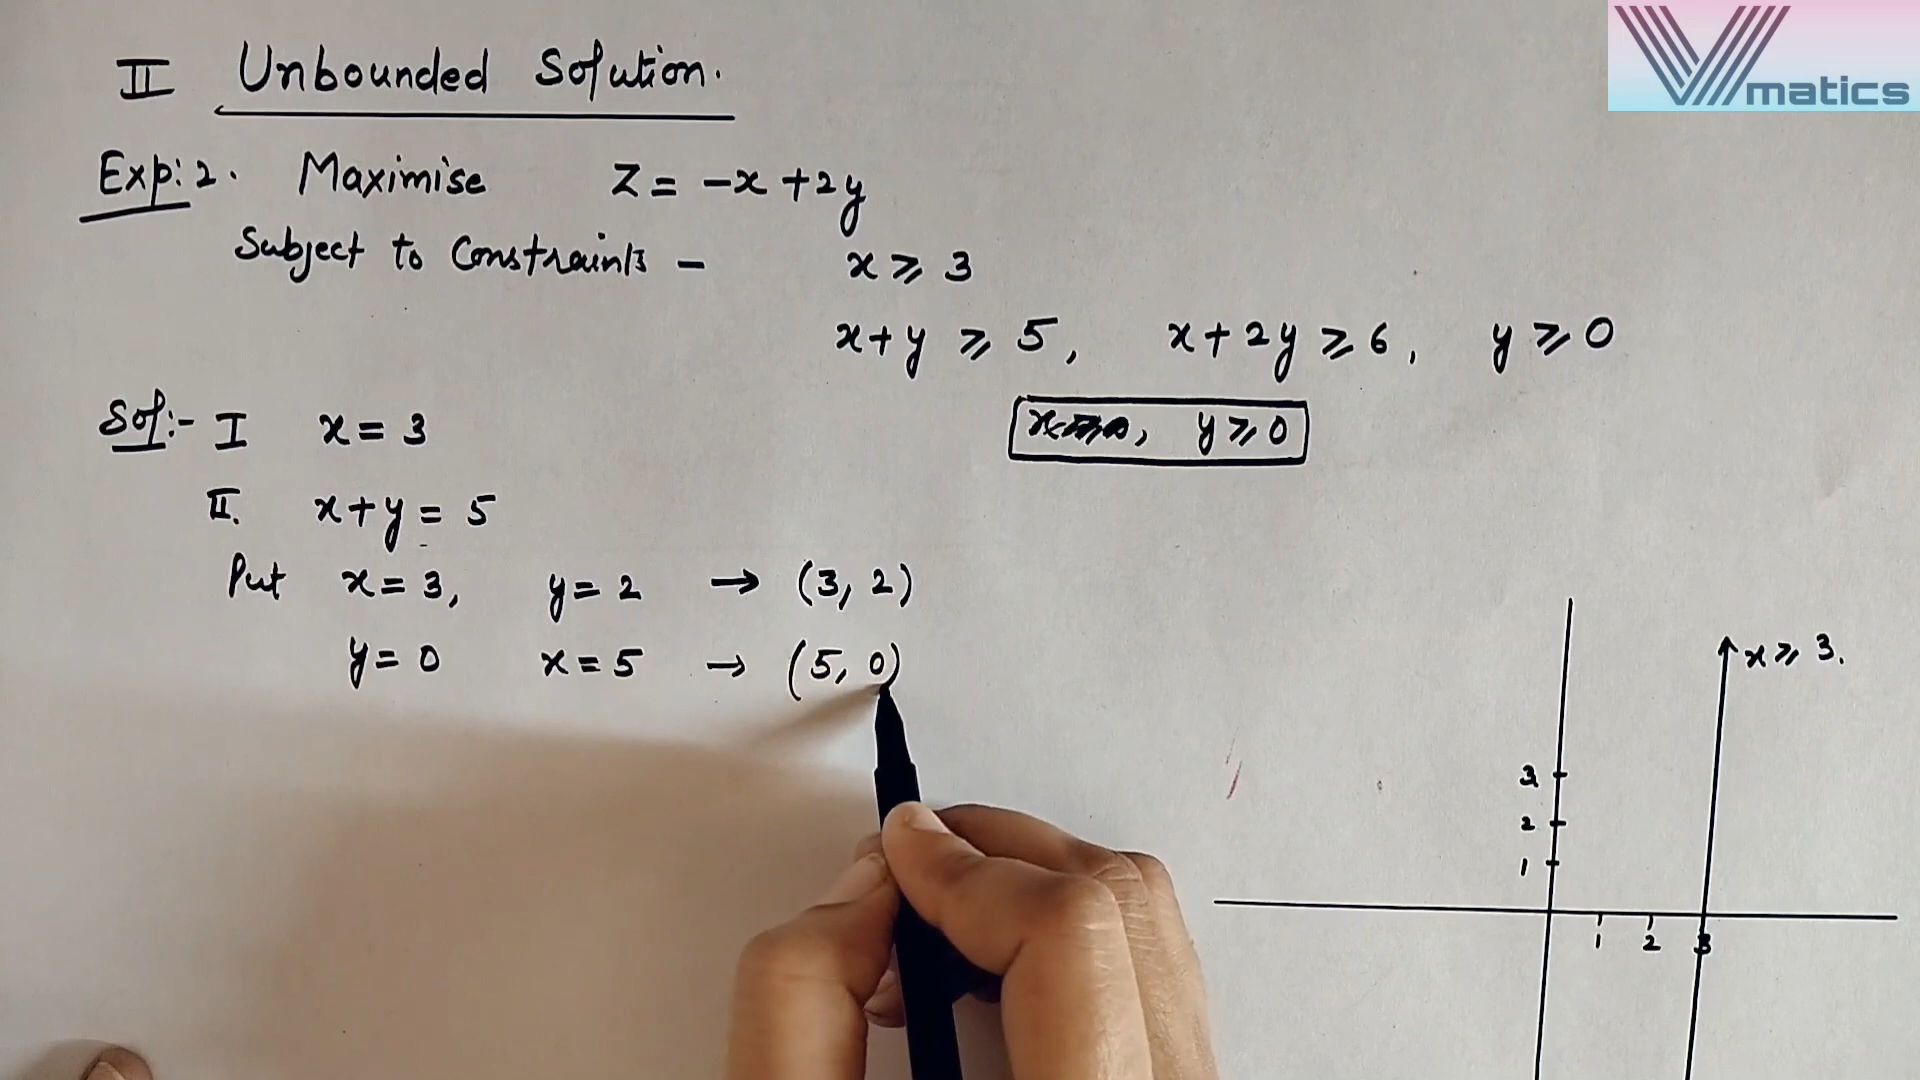 Vmatics
II Unbounded Solution.
Exp:2. Maximise Z = -x + 2y
Subject to Constraints - x ⩾ 3
x + y ⩾ 5, x + 2y ⩾ 6, y ⩾ 0
Sol:- I x = 3
, y ⩾ 0
II. x + y = 5
Put x = 3, y = 2 → (3, 2)
y = 0 x = 5 → (5, 0)
x ⩾ 3.
3
2
1
1 2 3